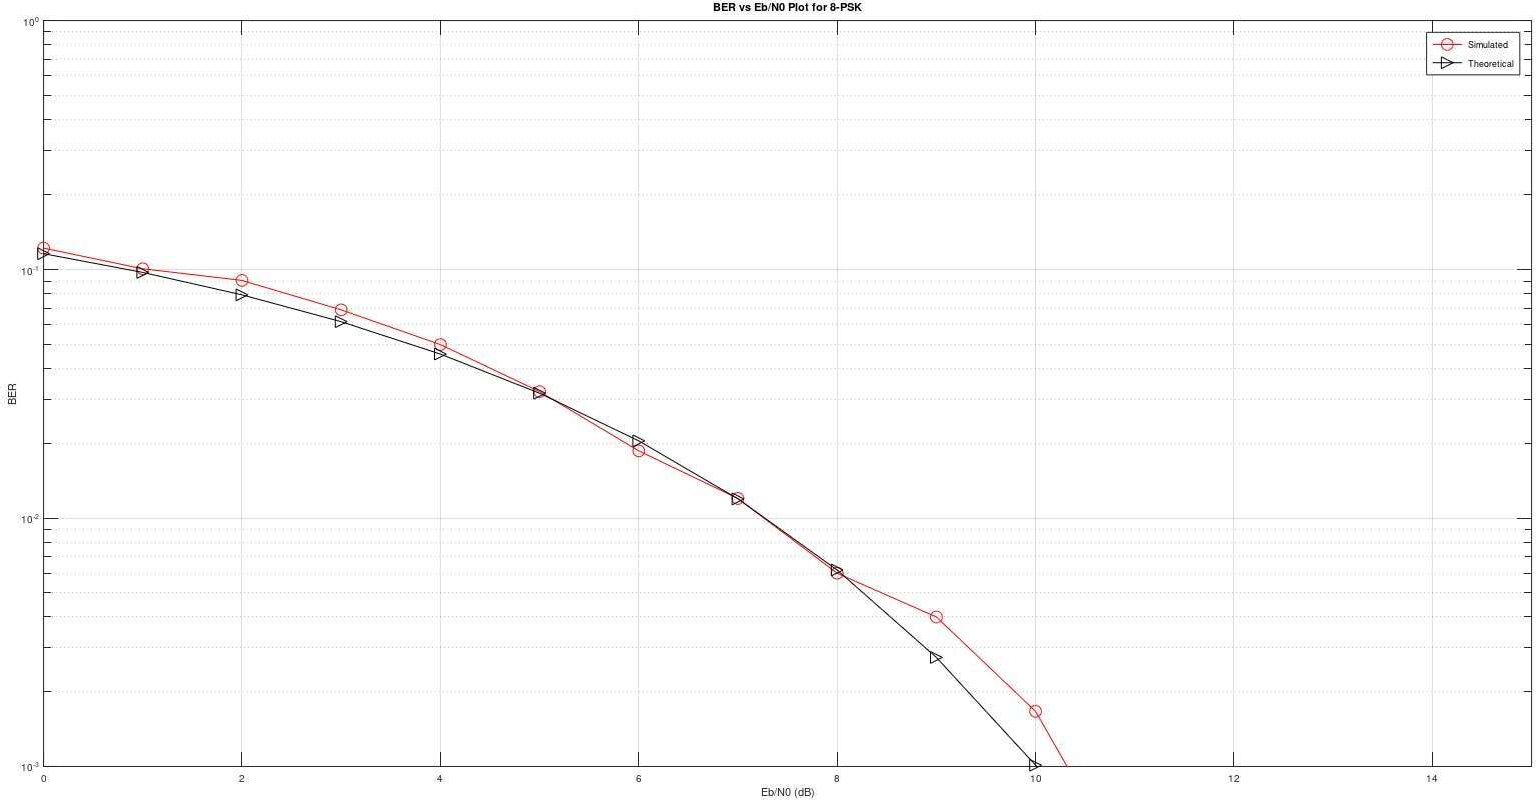 BER vs Eb/N0 Plot for 8-PSK
Simulated
Theoretical
10^0
10^-1
10^-2
10^-3
BER
0 2 4 6 8 10 12 14
Eb/N0 (dB)